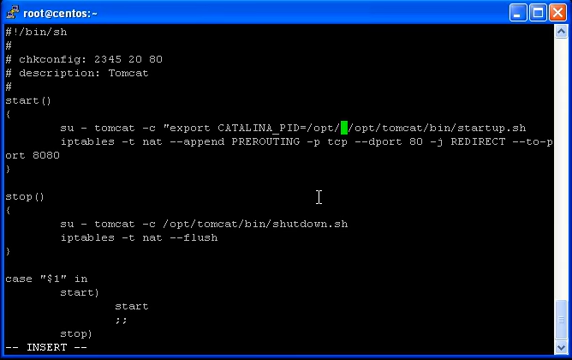 root@centos:~
#!/bin/sh
#
# chkconfig: 2345 20 80
# description: Tomcat
#
start()
{
su - tomcat -c "export CATALINA_PID=/opt/ /opt/tomcat/bin/startup.sh
iptables -t nat --append PREROUTING -p tcp --dport 80 -j REDIRECT --to-p
ort 8080
}
stop()
{
su - tomcat -c /opt/tomcat/bin/shutdown.sh
iptables -t nat --flush
}
case "$1" in
start)
start
;;
stop)
-- INSERT --